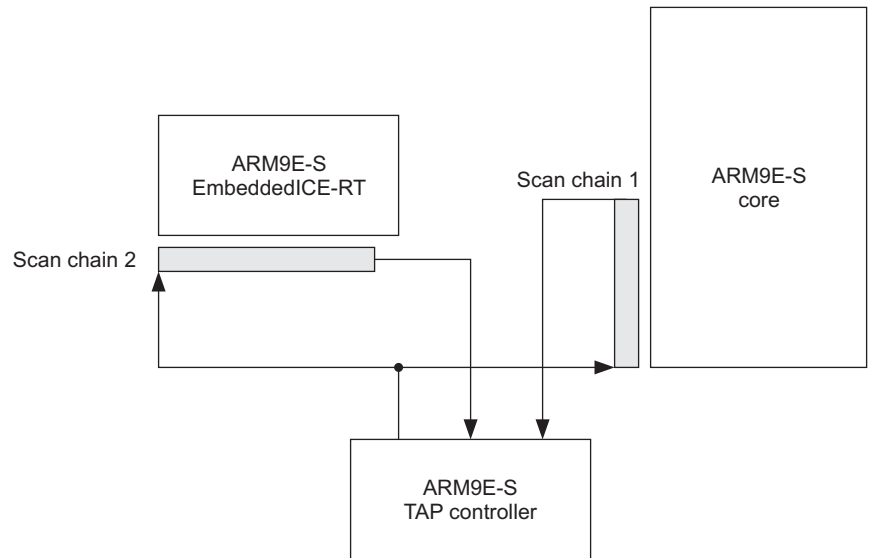 ARM9E-S
EmbeddedICE-RT
Scan chain 1
ARM9E-S
core
Scan chain 2
ARM9E-S
TAP controller